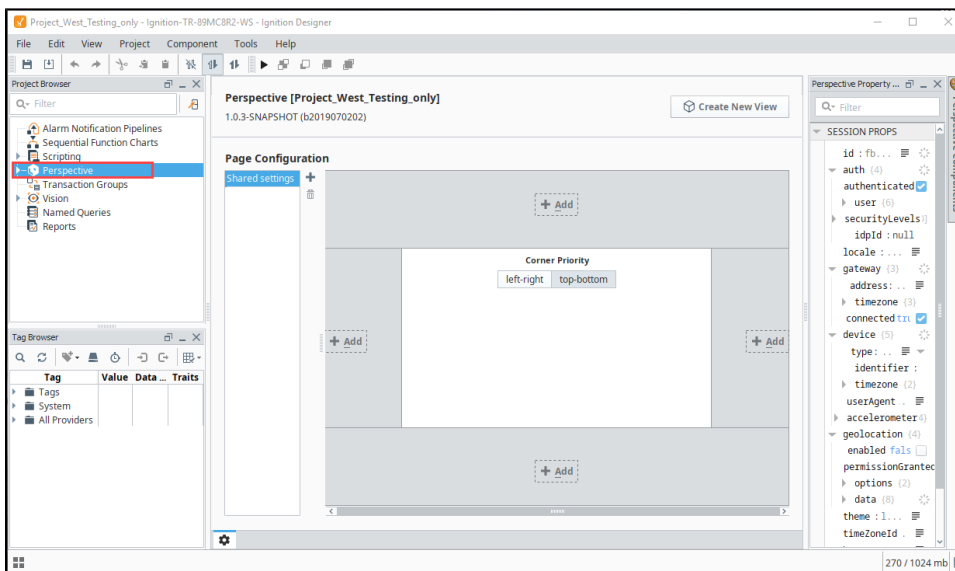 Project_West_Testing_only - Ignition-TR-89MC8R2-WS - Ignition Designer
File Edit View Project Component Tools Help
Project Browser
Filter
Alarm Notification Pipelines
Sequential Function Charts
Scripting
Perspective
Transaction Groups
Vision
Named Queries
Reports
Tag Browser
Tag Value Data ... Traits
Tags
System
All Providers
Perspective [Project_West_Testing_only]
1.0.3-SNAPSHOT (b2019070202)
Create New View
Page Configuration
Shared settings
Add
Corner Priority
left-right top-bottom
Add
Add
Add
Perspective Property ...
Filter
SESSION PROPS
id : fb...
auth {4}
authenticated
user {6}
securityLevels
idpId : null
locale : ...
gateway {3}
address: ..
timezone {3}
connected tru
device {5}
type: ..
identifier :
timezone {2}
userAgent .
accelerometer 4}
geolocation {4}
enabled fals
permissionGranted
options {2}
data {8}
theme : l...
timeZoneId .
Perspective Components
270 / 1024 mb